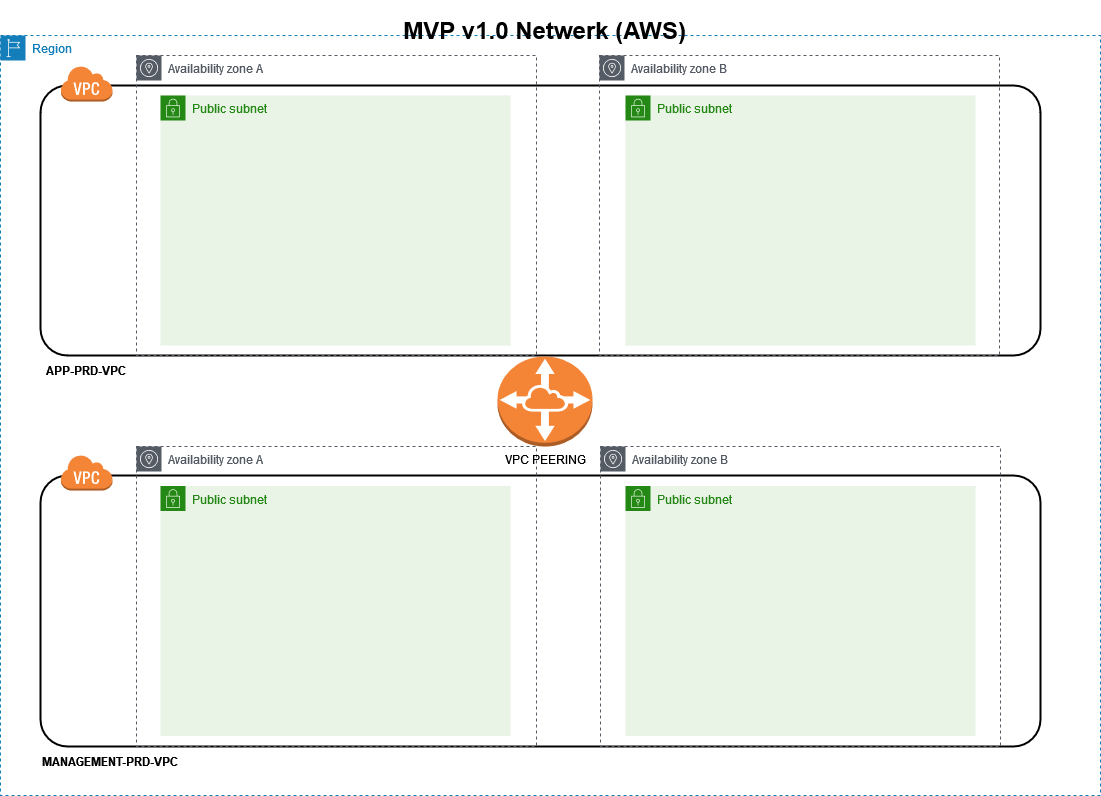 MVP v1.0 Netwerk (AWS)
Region
Availability zone A
Availability zone B
VPC
Public subnet
Public subnet
APP-PRD-VPC
VPC PEERING
Availability zone A
Availability zone B
VPC
Public subnet
Public subnet
MANAGEMENT-PRD-VPC